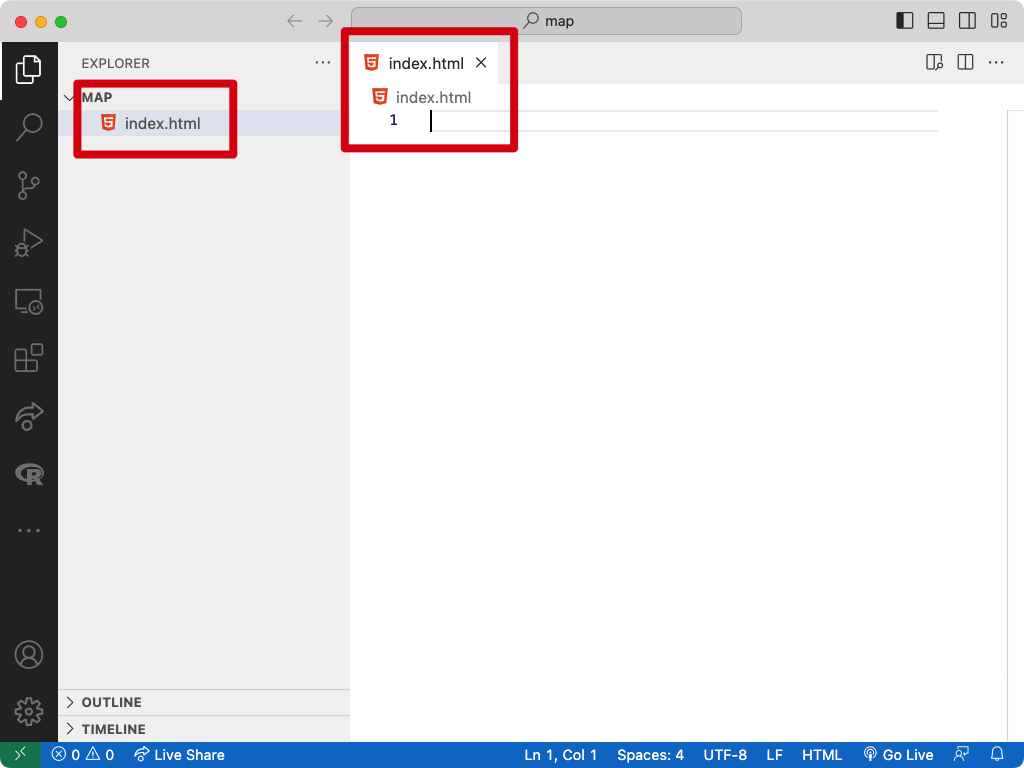 map
EXPLORER
index.html
MAP
index.html
index.html
1
OUTLINE
TIMELINE
0 0 Live Share Ln 1, Col 1 Spaces: 4 UTF-8 LF HTML Go Live